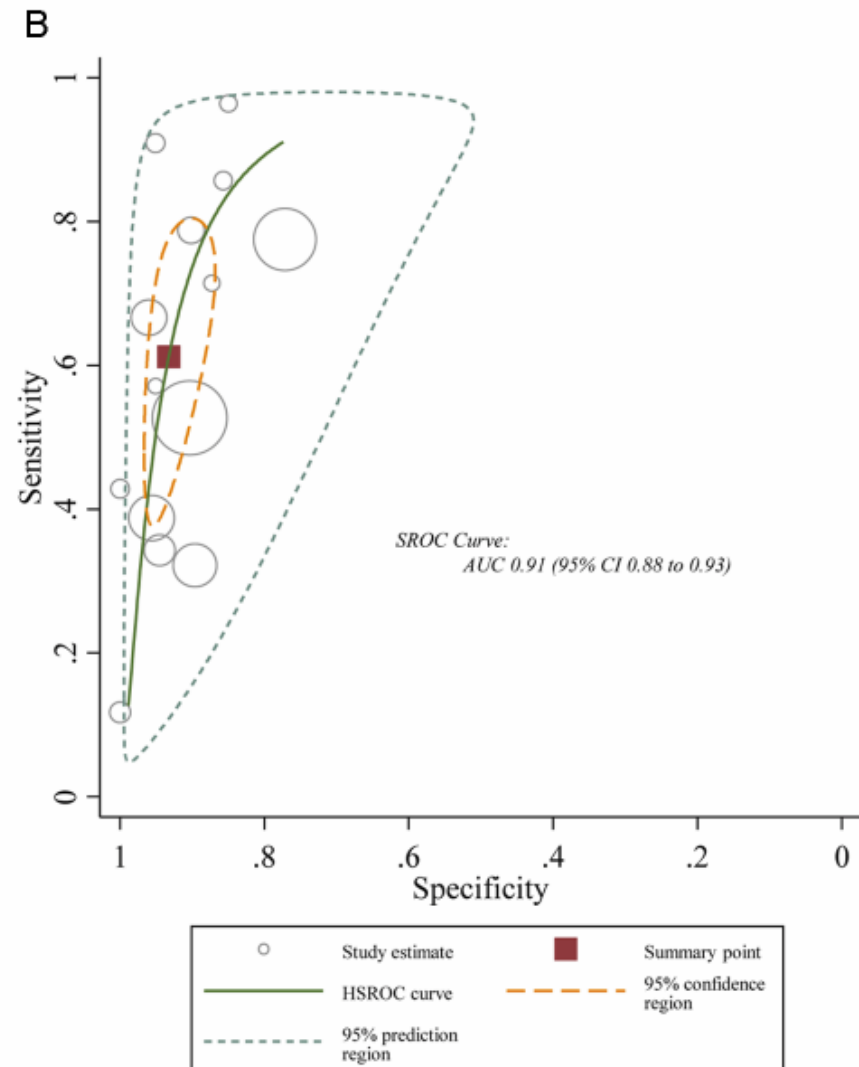 B
1
.8
.6
.4
.2
0
Sensitivity
SROC Curve:
AUC 0.91 (95% CI 0.88 to 0.93)
1 .8 .6 .4 .2 0
Specificity
Study estimate
Summary point
HSROC curve
95% confidence
region
95% prediction
region